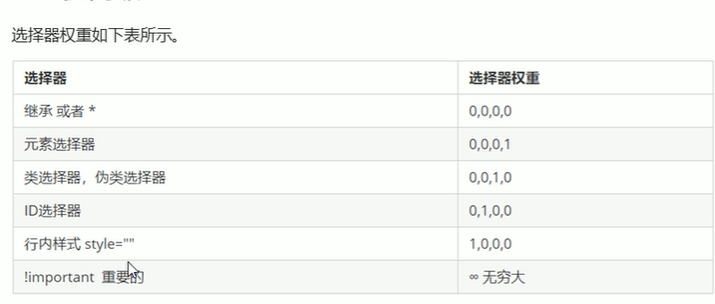 选择器权重如下表所示。
选择器 选择器权重
继承 或者 * 0,0,0,0
元素选择器 0,0,0,1
类选择器，伪类选择器 0,0,1,0
ID选择器 0,1,0,0
行内样式 style="" 1,0,0,0
!important 重要的 ∞ 无穷大